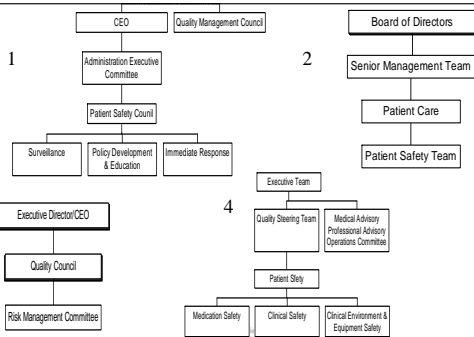 CEO
Quality Management Council
1
Administration Executive
Committee
Patient Safety Counil
Surveillance
Policy Development
& Education
Immediate Response
2
Board of Directors
Senior Management Team
Patient Care
Patient Safety Team
Executive Director/CEO
Quality Council
Risk Management Committee
4
Executive Team
Quality Steering Team
Medical Advisory
Professional Advisory
Operations Committee
Patient Sfety
Medication Safety
Clinical Safety
Clinical Environment &
Equipment Safety